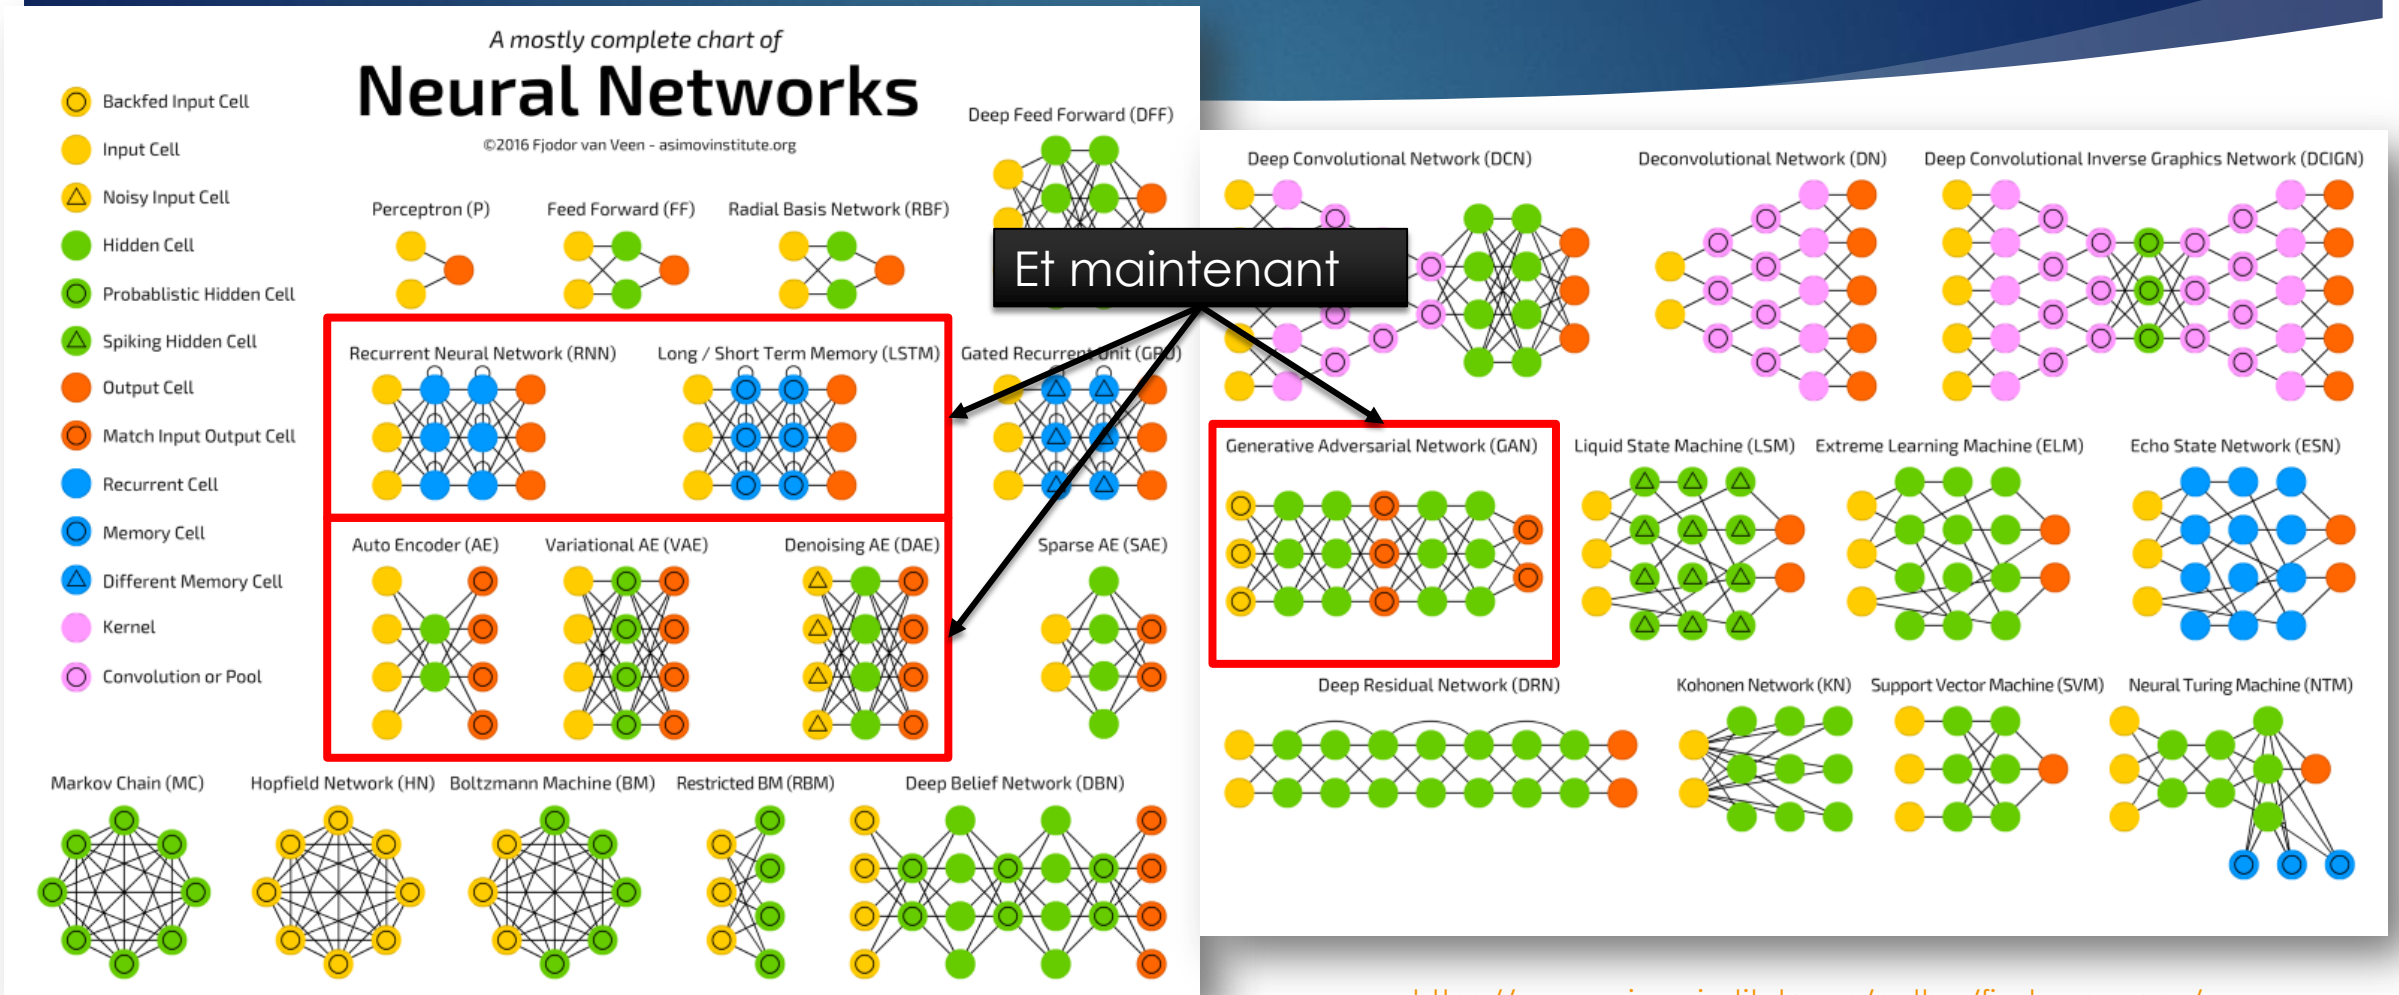 A mostly complete chart of
Neural Networks
©2016 Fjodor van Veen - asimovinstitute.org
Backfed Input Cell
Input Cell
Noisy Input Cell
Hidden Cell
Probablistic Hidden Cell
Spiking Hidden Cell
Output Cell
Match Input Output Cell
Recurrent Cell
Memory Cell
Different Memory Cell
Kernel
Convolution or Pool
Deep Feed Forward (DFF)
Perceptron (P)
Feed Forward (FF)
Radial Basis Network (RBF)
Et maintenant
Recurrent Neural Network (RNN)
Long / Short Term Memory (LSTM)
Gated Recurrent Unit (GRU)
Auto Encoder (AE)
Variational AE (VAE)
Denoising AE (DAE)
Sparse AE (SAE)
Markov Chain (MC)
Hopfield Network (HN)
Boltzmann Machine (BM)
Restricted BM (RBM)
Deep Belief Network (DBN)
Deep Convolutional Network (DCN)
Deconvolutional Network (DN)
Deep Convolutional Inverse Graphics Network (DCIGN)
Generative Adversarial Network (GAN)
Liquid State Machine (LSM)
Extreme Learning Machine (ELM)
Echo State Network (ESN)
Deep Residual Network (DRN)
Kohonen Network (KN)
Support Vector Machine (SVM)
Neural Turing Machine (NTM)